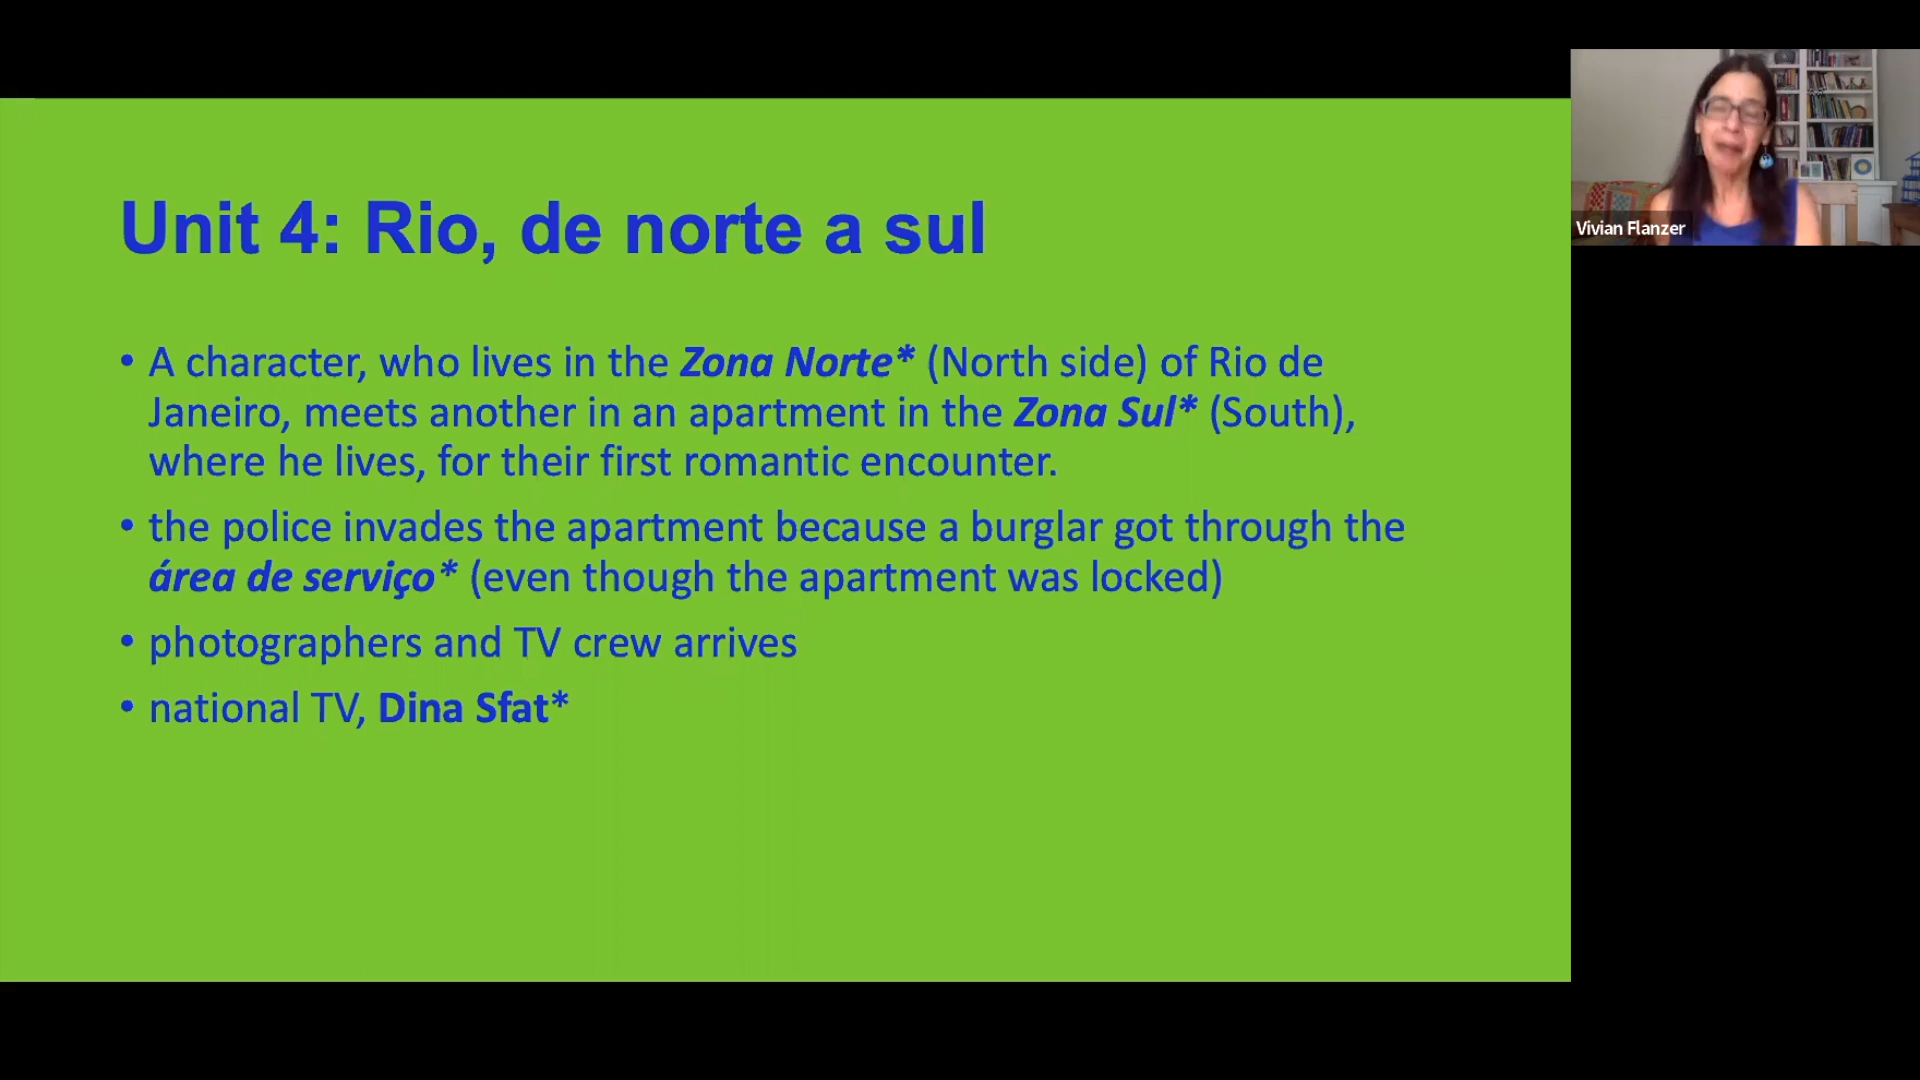 Unit 4: Rio, de norte a sul
• A character, who lives in the Zona Norte* (North side) of Rio de
Janeiro, meets another in an apartment in the Zona Sul* (South),
where he lives, for their first romantic encounter.
• the police invades the apartment because a burglar got through the
área de serviço* (even though the apartment was locked)
• photographers and TV crew arrives
• national TV, Dina Sfat*
Vivian Flanzer